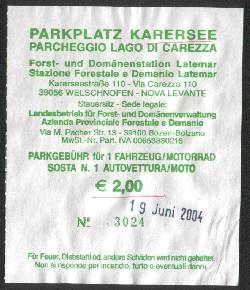 PARKPLATZ KARERSEE
PARCHEGGIO LAGO DI CAREZZA
Forst- und Domänenstation Latemar
Stazione Forestale e Demanio Latemar
Karerseestraße 110 - Via Carezza 110
39056 WELSCHNOFEN - NOVA LEVANTE
Steuersitz - Sede legale:
Landesbetrieb für Forst- und Domänenverwaltung
Azienda Provinciale Foreste e Demanio
Via M. Pacher Str. 13 - 39100 Bozen-Bolzano
MwSt.-Nr. Part. IVA 00653830216
PARKGEBÜHR für 1 FAHRZEUG/MOTORRAD
SOSTA N. 1 AUTOVETTURA/MOTO
€ 2,00
19 Juni 2004
Nº 3024
Für Feuer, Diebstahl od. andere Schäden wird nicht gehaftet.
Non si risponde per incendio, furto o eventuali danni.